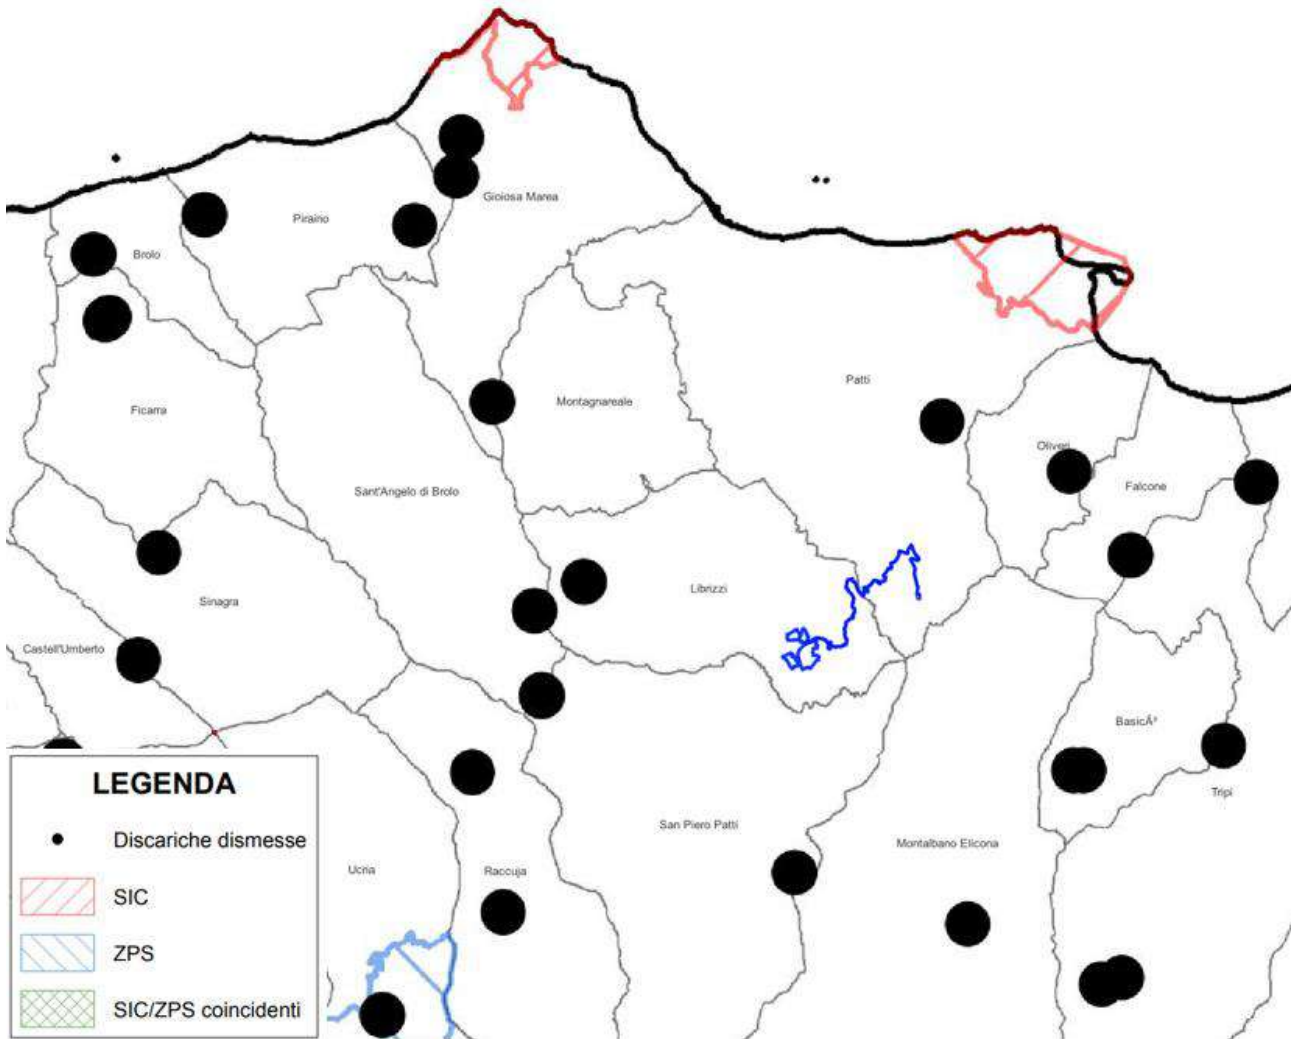 Gioiosa Marea
Piraino
Brolo
Patti
Montagnareale
Ficarra
Oliveri
Sant'Angelo di Brolo
Falcone
Librizzi
Sinagra
Castell'Umberto
BasicÃ³
Tripi
San Piero Patti
Montalbano Elicona
Ucria
Raccuja
LEGENDA
Discariche dismesse
SIC
ZPS
SIC/ZPS coincidenti